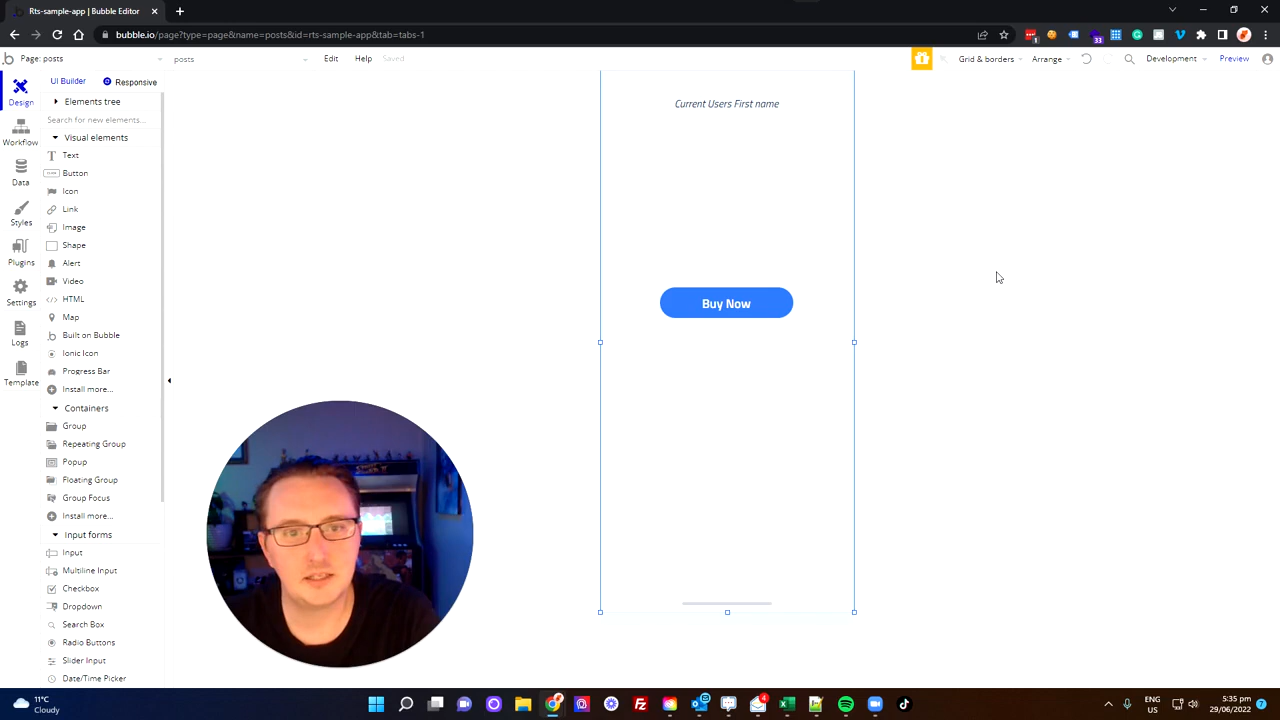 Rts-sample-app | Bubble Editor
bubble.io/page?type=page&name=posts&id=rts-sample-app&tab=tabs-1
Page: posts
posts
Edit
Help
Saved
Grid & borders
Arrange
Development
Preview
Design
Workflow
Data
Styles
Plugins
Settings
Logs
Template
UI Builder
Responsive
Elements tree
Search for new elements...
Visual elements
Text
Button
Icon
Link
Image
Shape
Alert
Video
HTML
Map
Built on Bubble
Ionic Icon
Progress Bar
Install more...
Containers
Group
Repeating Group
Popup
Floating Group
Group Focus
Install more...
Input forms
Input
Multiline Input
Checkbox
Dropdown
Search Box
Radio Buttons
Slider Input
Date/Time Picker
Current Users First name
Buy Now
11°C
Cloudy
ENG
US
5:35 pm
29/06/2022